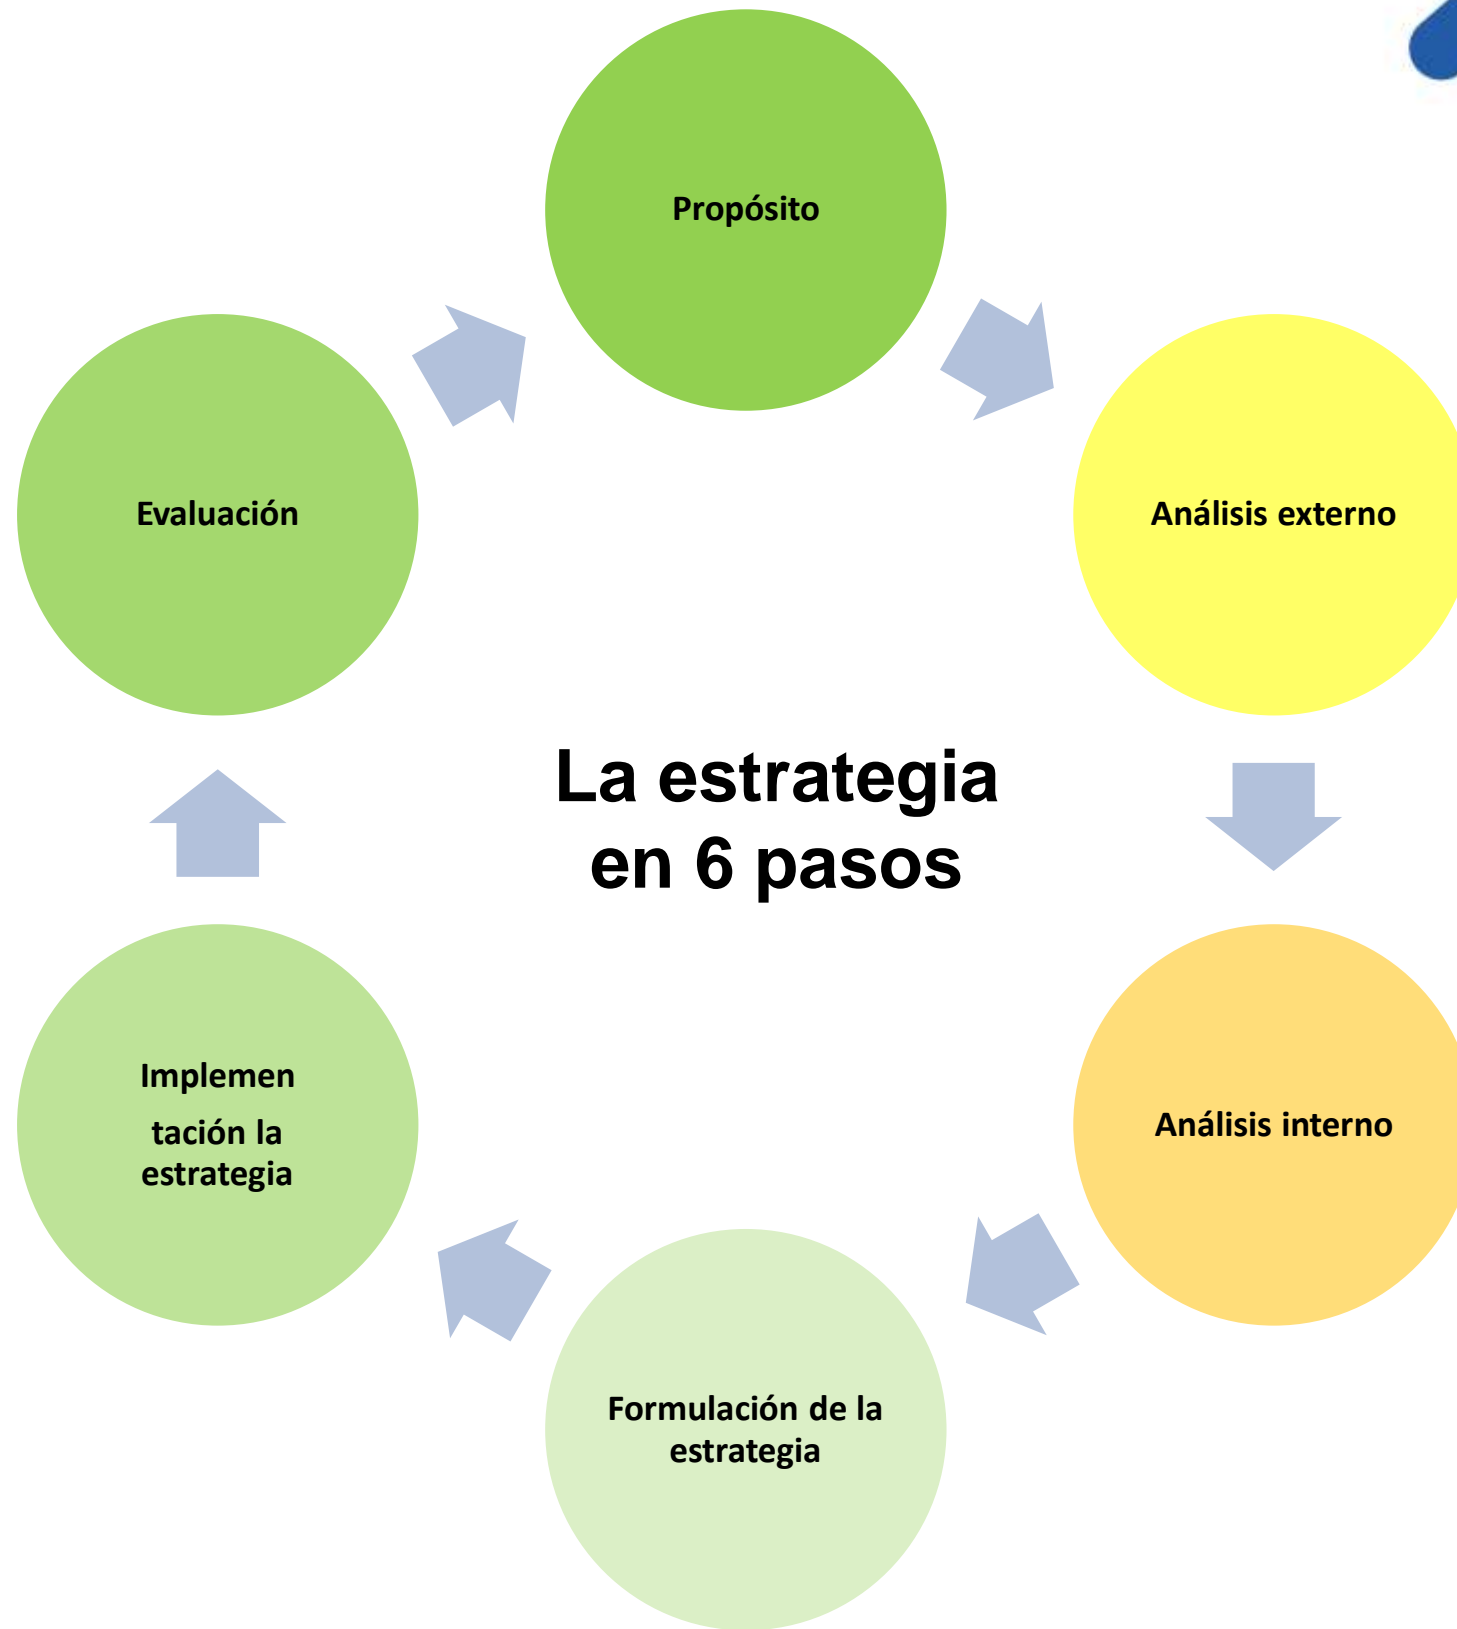 Propósito
Análisis externo
Análisis interno
Formulación de la
estrategia
Implemen
tación la
estrategia
Evaluación
La estrategia
en 6 pasos